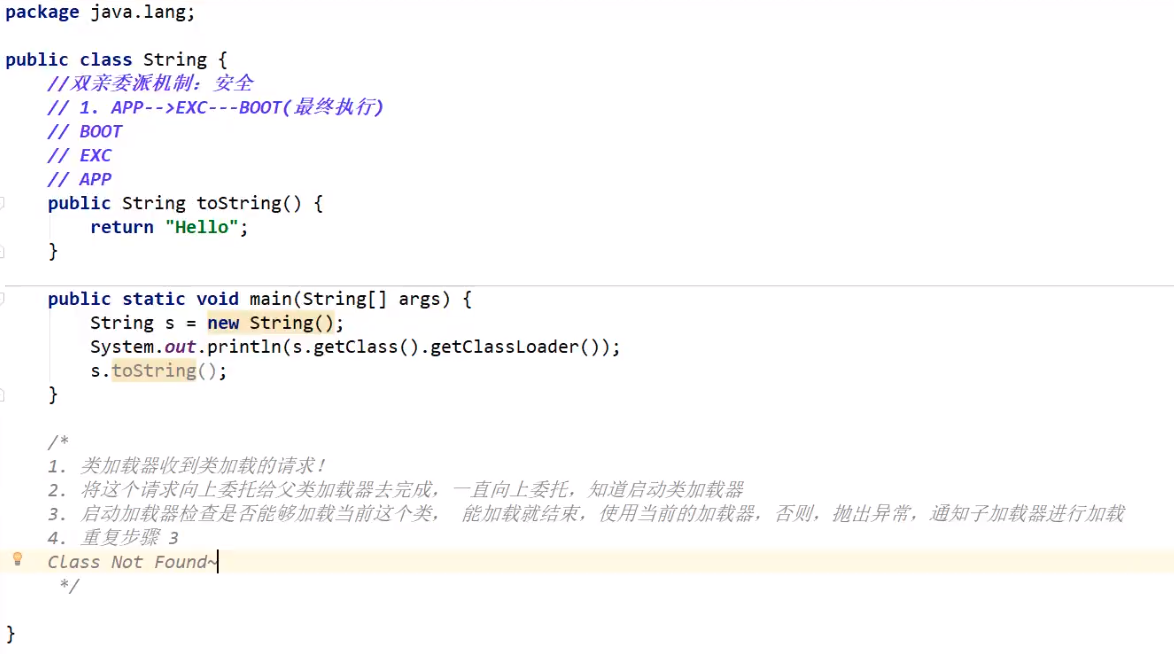 package java.lang;
public class String {
//双亲委派机制：安全
// 1. APP-->EXC---BOOT(最终执行)
// BOOT
// EXC
// APP
public String toString() {
return "Hello";
}
public static void main(String[] args) {
String s = new String();
System.out.println(s.getClass().getClassLoader());
s.toString();
}
/*
1. 类加载器收到类加载的请求！
2. 将这个请求向上委托给父类加载器去完成，一直向上委托，知道启动类加载器
3. 启动加载器检查是否能够加载当前这个类， 能加载就结束，使用当前的加载器，否则，抛出异常，通知子加载器进行加载
4. 重复步骤 3
Class Not Found~
*/
}